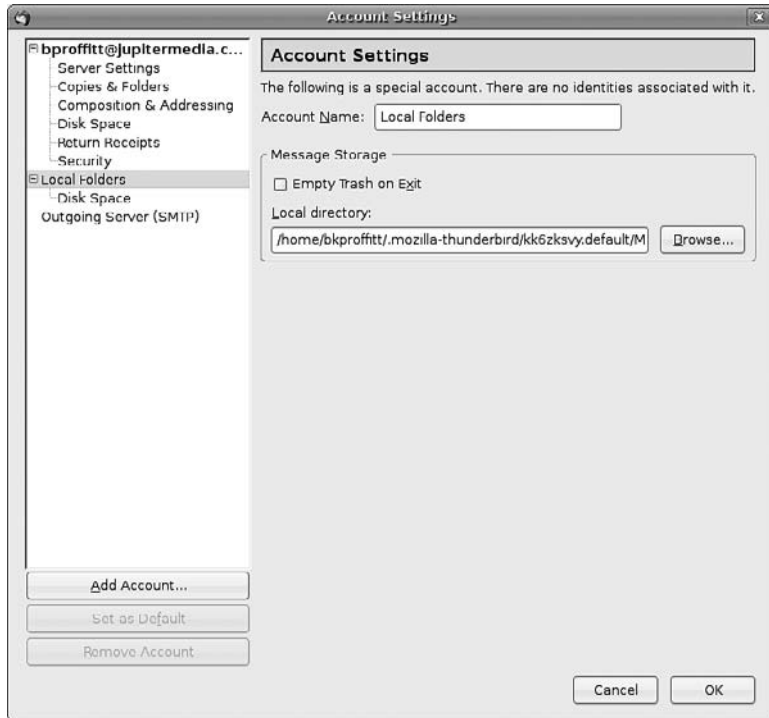 Account Settings
bproffitt@jupitermedia.c...
Server Settings
Copies & Folders
Composition & Addressing
Disk Space
Return Receipts
Security
Local Folders
Disk Space
Outgoing Server (SMTP)
Add Account...
Set as Default
Remove Account
Account Settings
The following is a special account. There are no identities associated with it.
Account Name: Local Folders
Message Storage
Empty Trash on Exit
Local directory:
/home/bkproffitt/.mozilla-thunderbird/kk6zksvy.default/M
Browse...
Cancel OK